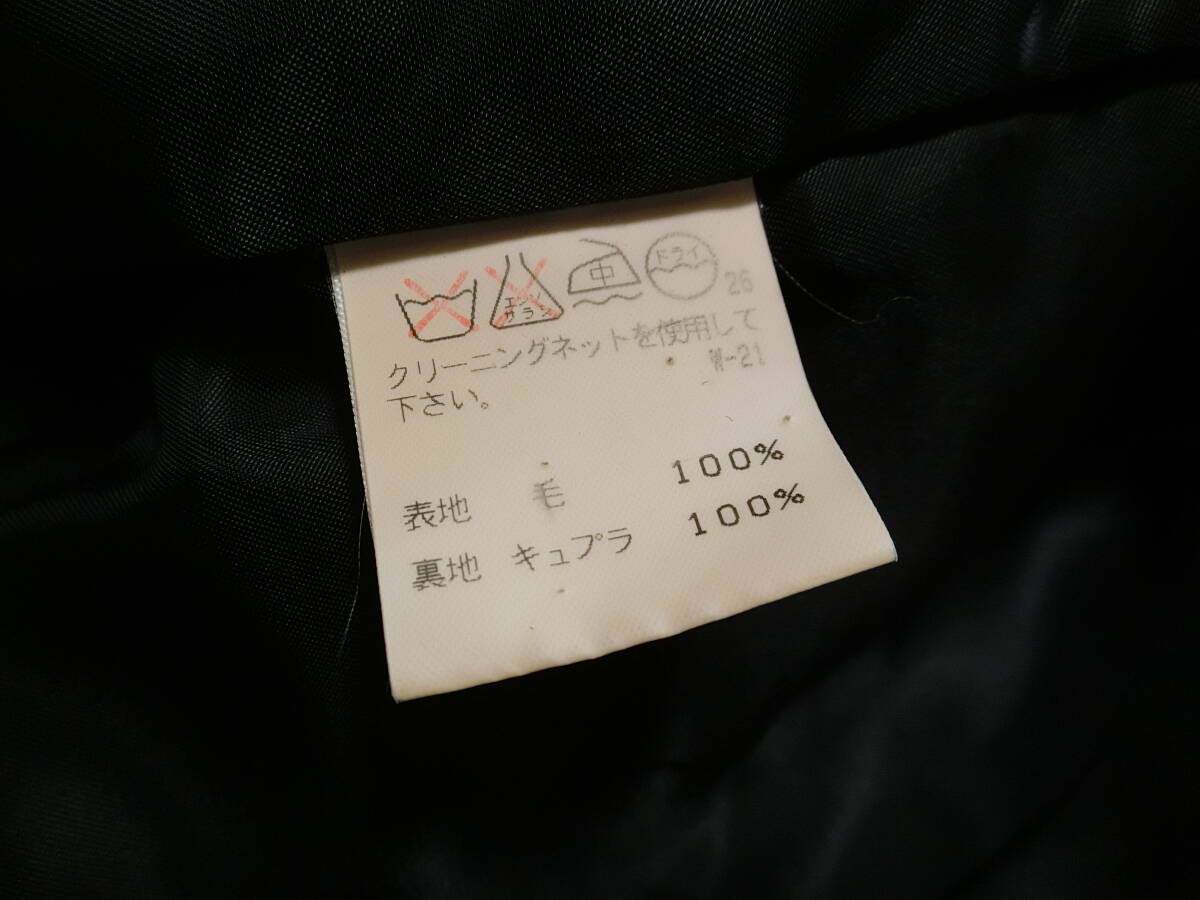 エンソ
サラシ
中
ドライ
26
クリーニングネットを使用して
W-21
下さい。
表地 毛 100%
裏地 キュプラ 100%